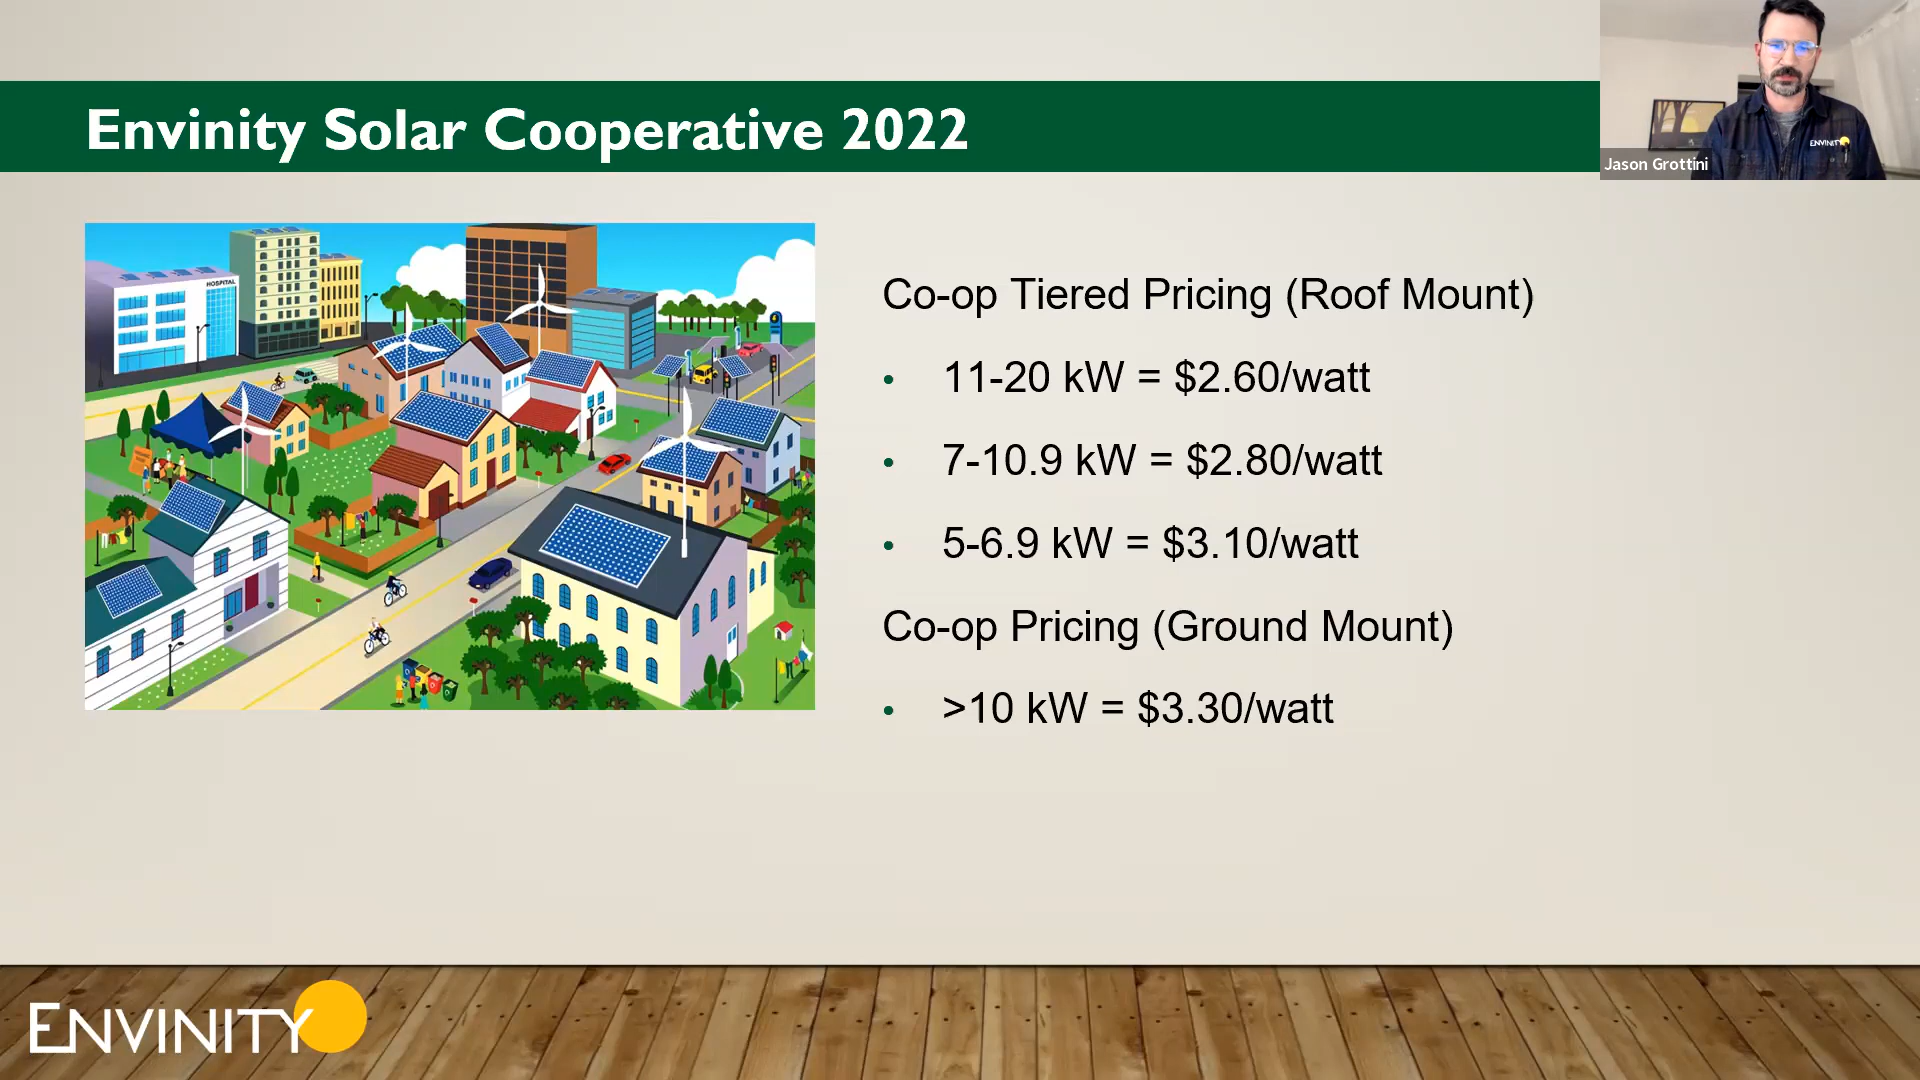 Envinity Solar Cooperative 2022
ENVINITY
Jason Grottini
HOSPITAL
Co-op Tiered Pricing (Roof Mount)
• 11-20 kW = $2.60/watt
• 7-10.9 kW = $2.80/watt
• 5-6.9 kW = $3.10/watt
Co-op Pricing (Ground Mount)
• >10 kW = $3.30/watt
ENVINITY